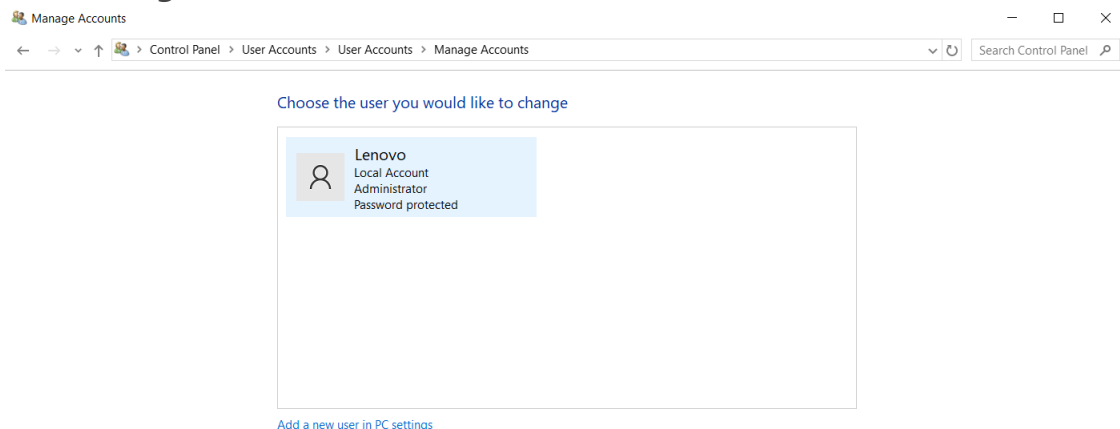 Manage Accounts
Control Panel > User Accounts > User Accounts > Manage Accounts
Search Control Panel
Choose the user you would like to change
Lenovo
Local Account
Administrator
Password protected
Add a new user in PC settings